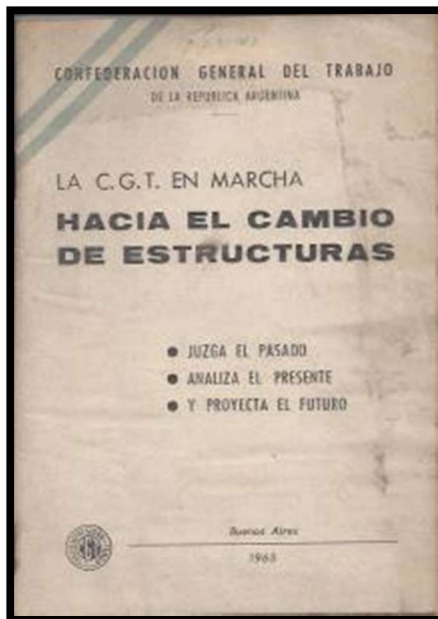 CONFEDERACION GENERAL DEL TRABAJO
DE LA REPUBLICA ARGENTINA
LA C.G.T. EN MARCHA
HACIA EL CAMBIO
DE ESTRUCTURAS
● JUZGA EL PASADO
● ANALIZA EL PRESENTE
● Y PROYECTA EL FUTURO
Buenos Aires
1963